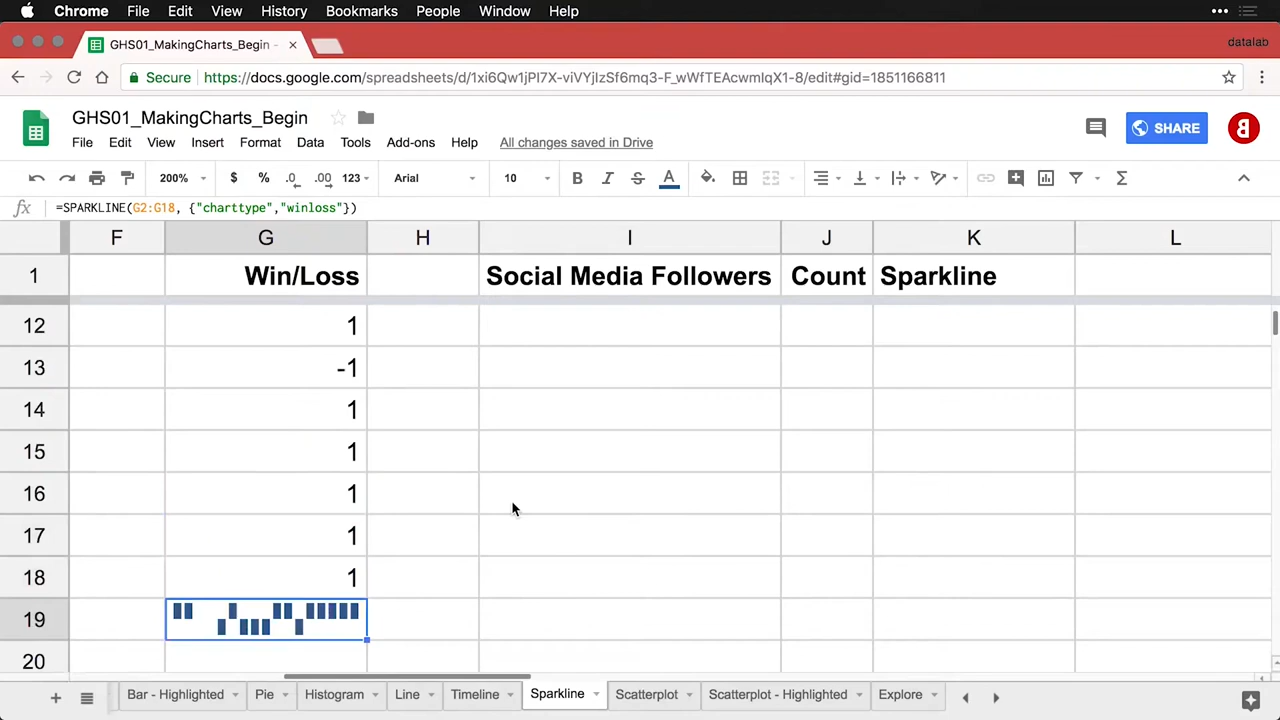 Chrome File Edit View History Bookmarks People Window Help
GHS01_MakingCharts_Begin -
datalab
Secure https://docs.google.com/spreadsheets/d/1xi6Qw1jPl7X-viVYjIzSf6mq3-F_wWfTEAcwmIqX1-8/edit#gid=1851166811
GHS01_MakingCharts_Begin
File Edit View Insert Format Data Tools Add-ons Help All changes saved in Drive
SHARE
200% $ % .0 .00 123 Arial 10 B I S A Σ
fx =SPARKLINE(G2:G18, {"charttype","winloss"})
F G H I J K L
1 Win/Loss Social Media Followers Count Sparkline
12 1
13 -1
14 1
15 1
16 1
17 1
18 1
19
20
Bar - Highlighted Pie Histogram Line Timeline Sparkline Scatterplot Scatterplot - Highlighted Explore